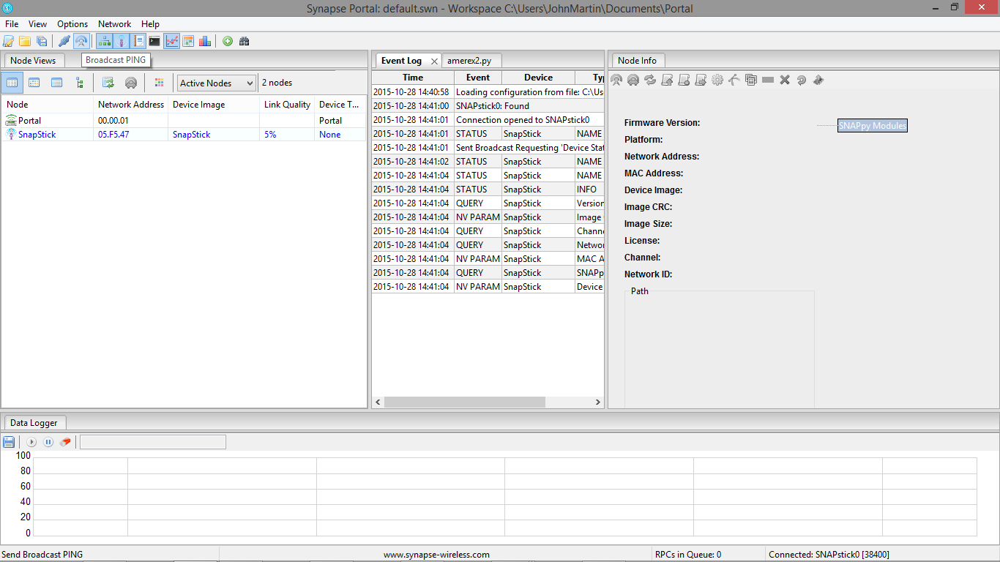 Synapse Portal: default.swn - Workspace C:\Users\JohnMartin\Documents\Portal
File View Options Network Help
Broadcast PING
Node Views
Active Nodes 2 nodes
Node Network Address Device Image Link Quality Device T...
Portal 00.00.01 Portal
SnapStick 05.F5.47 SnapStick 5% None
Event Log amerex2.py
Time Event Device Typ
2015-10-28 14:40:58 Loading configuration from file: C:\Use
2015-10-28 14:41:00 SNAPstick0: Found
2015-10-28 14:41:01 Connection opened to SNAPstick0
2015-10-28 14:41:01 STATUS SnapStick NAME
2015-10-28 14:41:01 Sent Broadcast Requesting 'Device Stat
2015-10-28 14:41:02 STATUS SnapStick NAME
2015-10-28 14:41:04 STATUS SnapStick NAME
2015-10-28 14:41:04 STATUS SnapStick INFO
2015-10-28 14:41:04 QUERY SnapStick Version
2015-10-28 14:41:04 NV PARAM SnapStick Image
2015-10-28 14:41:04 QUERY SnapStick Channe
2015-10-28 14:41:04 QUERY SnapStick Networ
2015-10-28 14:41:04 NV PARAM SnapStick MAC A
2015-10-28 14:41:04 QUERY SnapStick SNAPp
2015-10-28 14:41:04 NV PARAM SnapStick Device
Node Info
Firmware Version:
Platform:
Network Address:
MAC Address:
Device Image:
Image CRC:
Image Size:
License:
Channel:
Network ID:
Path
SNAPpy Modules
Data Logger
100
80
60
40
20
0
Send Broadcast PING www.synapse-wireless.com RPCs in Queue: 0 Connected: SNAPstick0 [38400]